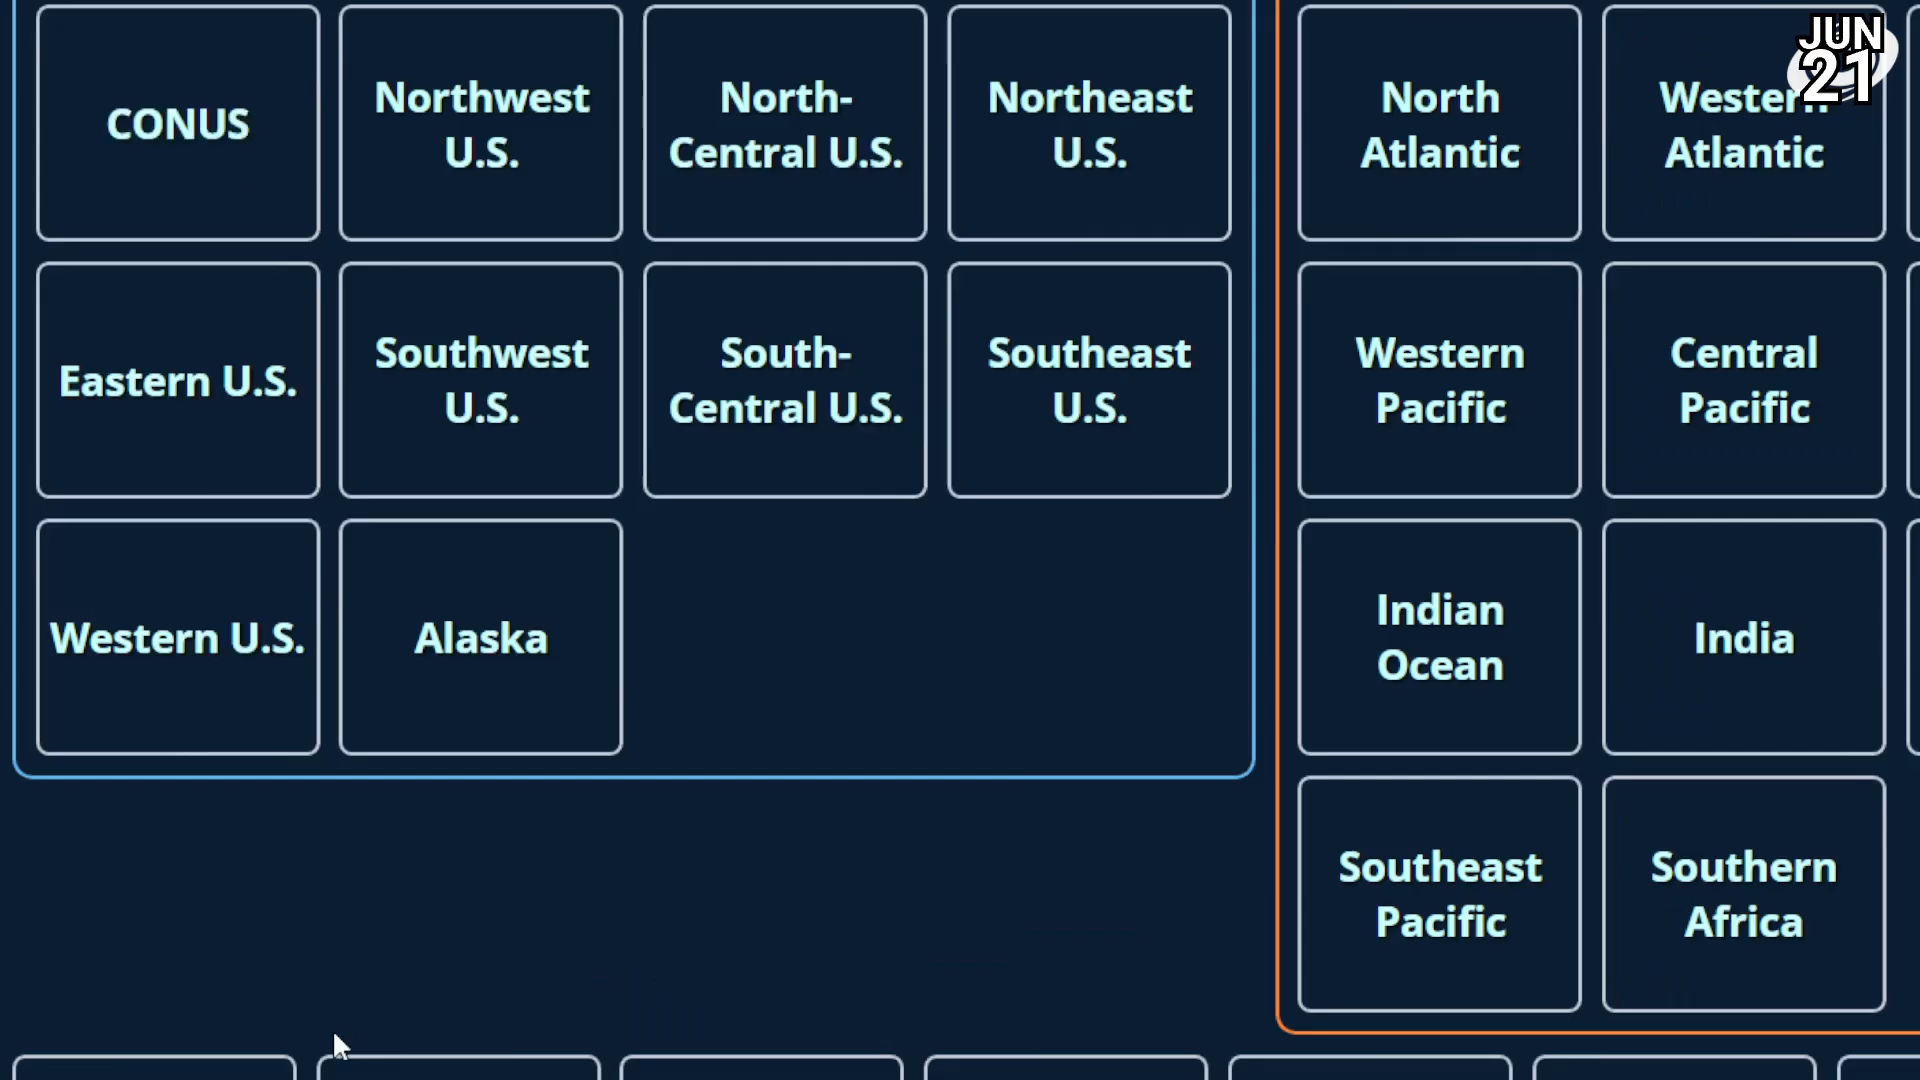 JUN
21
CONUS
Northwest
U.S.
North-
Central U.S.
Northeast
U.S.
North
Atlantic
Western
Atlantic
Eastern U.S.
Southwest
U.S.
South-
Central U.S.
Southeast
U.S.
Western
Pacific
Central
Pacific
Western U.S.
Alaska
Indian
Ocean
India
Southeast
Pacific
Southern
Africa